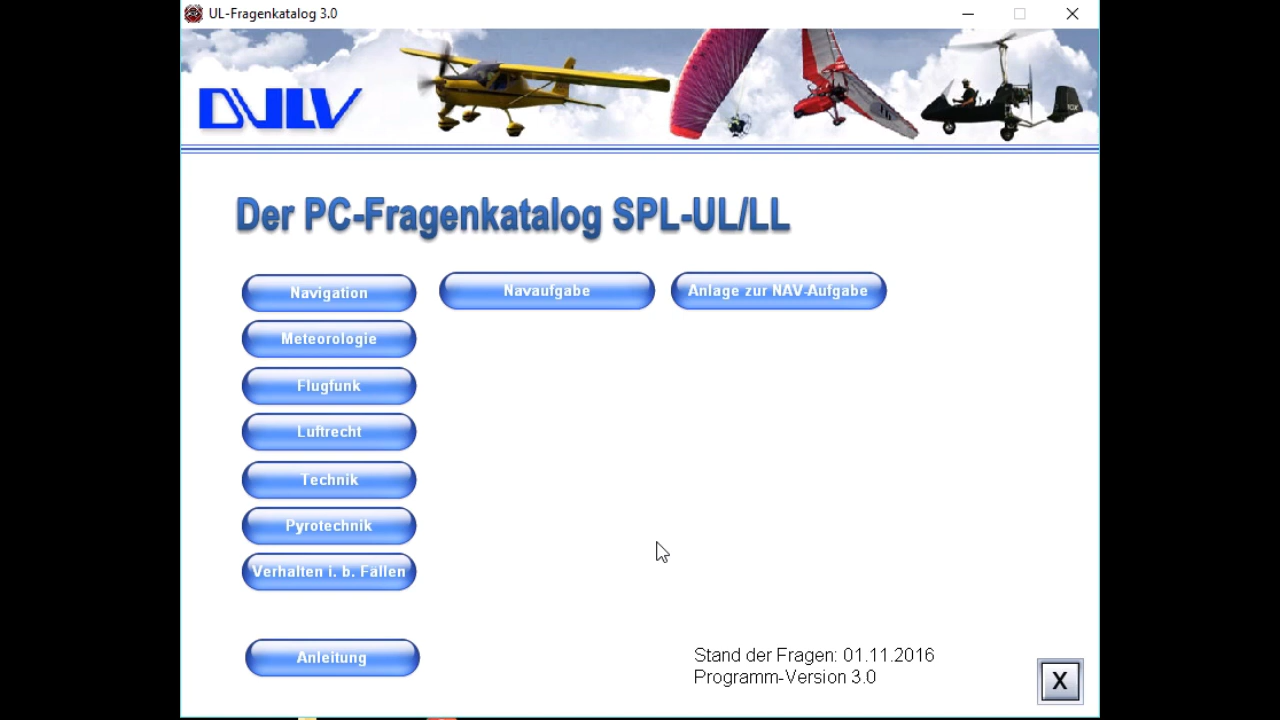 UL-Fragenkatalog 3.0
DULV
Der PC-Fragenkatalog SPL-UL/LL
Navigation
Navaufgabe
Anlage zur NAV-Aufgabe
Meteorologie
Flugfunk
Luftrecht
Technik
Pyrotechnik
Verhalten i. b. Fällen
Anleitung
Stand der Fragen: 01.11.2016
Programm-Version 3.0
X